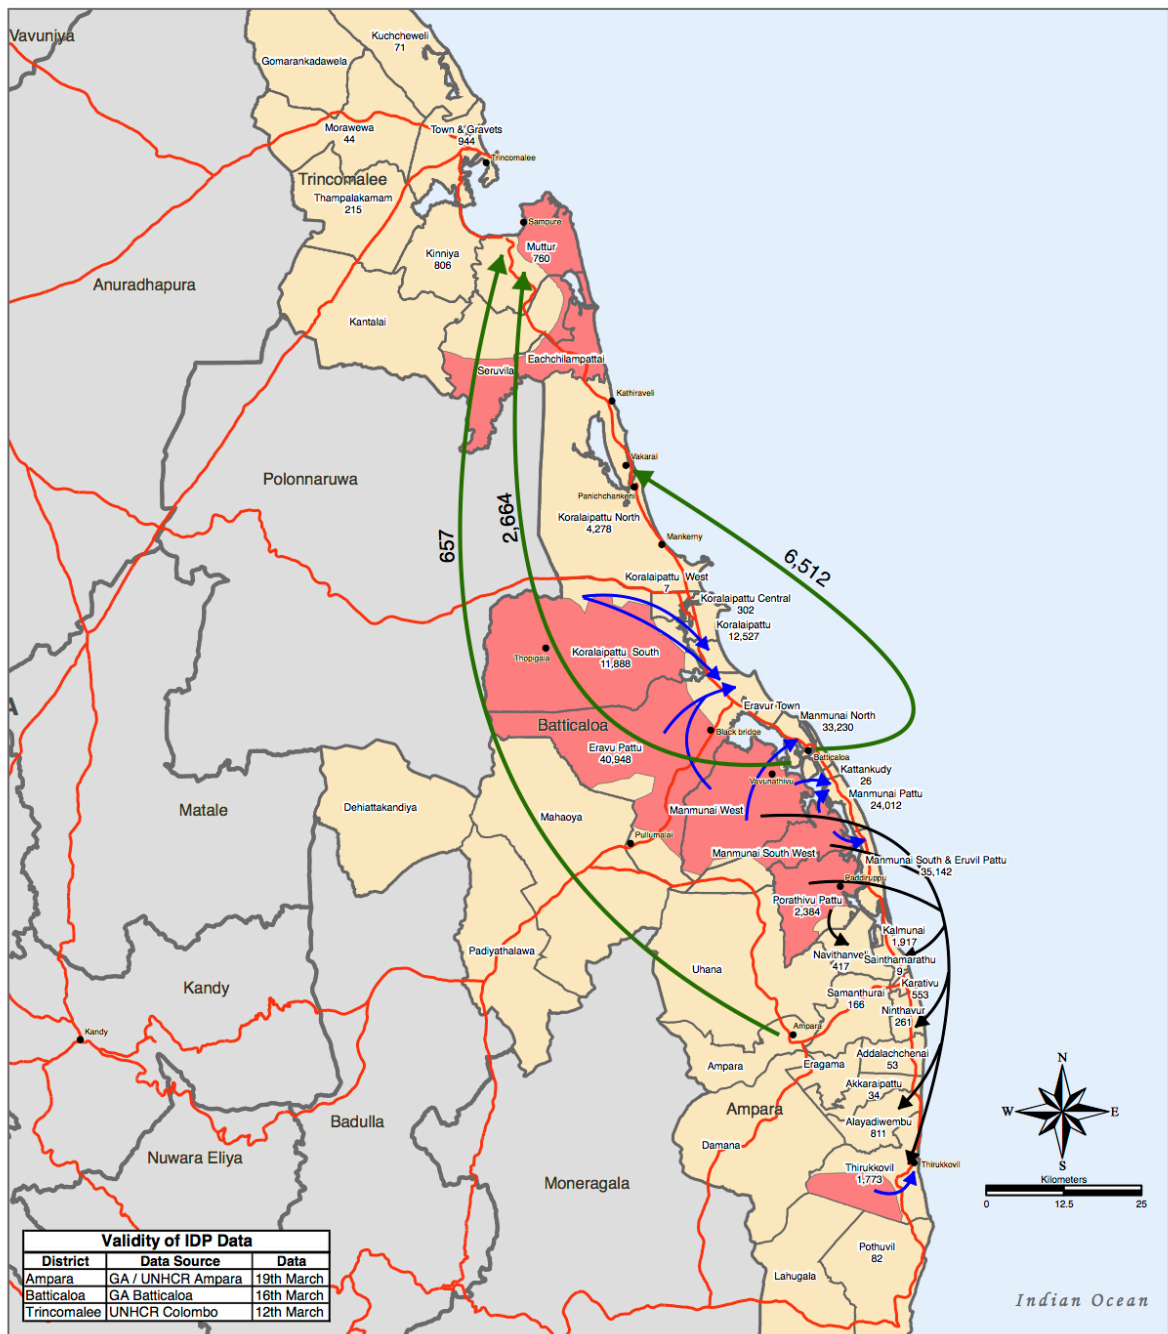 Vavuniya
Kuchcheweli
71
Gomarankadawela
Morawewa
44
Town & Gravets
944
Trincomalee
Trincomalee
Thampalakamam
215
Sampure
Muttur
760
Kinniya
806
Anuradhapura
Kantalai
Eachchilampattai
Seruvila
Kathiraveli
Vakarai
Polonnaruwa
Panichchankeni
Koralaipattu North
4,278
657
2,664
Mankerny
6,512
Koralaipattu West
7
Koralaipattu Central
302
Koralaipattu
12,527
Koralaipattu South
11,888
Thopigala
Eravur Town
Manmunai North
33,230
Batticaloa
Black bridge
Eravu Pattu
40,948
Batticaloa
Kattankudy
26
Vavunathivu
Manmunai Pattu
24,012
Matale
Dehiattakandiya
Mahaoya
Manmunai West
Pullumalai
Manmunai South West
Manmunai South & Eruvil Pattu
35,142
Paddiruppu
Porathivu Pattu
2,384
Kalmunai
1,917
Padiyathalawa
Navithanveli
417
Sainthamarathu
9
Uhana
Karativu
553
Kandy
Samanthurai
166
Ninthavur
261
Kandy
Ampara
Addalachchenai
53
Ampara
Eragama
Akkaraipattu
34
Ampara
Alayadiwembu
811
Badulla
Damana
Nuwara Eliya
Thirukkovil
1,773
Thirukkovil
Moneragala
N
W
E
S
Kilometers
0
12.5
25
Pothuvil
82
Lahugala
Validity of IDP Data
District Data Source Data
Ampara GA / UNHCR Ampara 19th March
Batticaloa GA Batticaloa 16th March
Trincomalee UNHCR Colombo 12th March
Indian Ocean